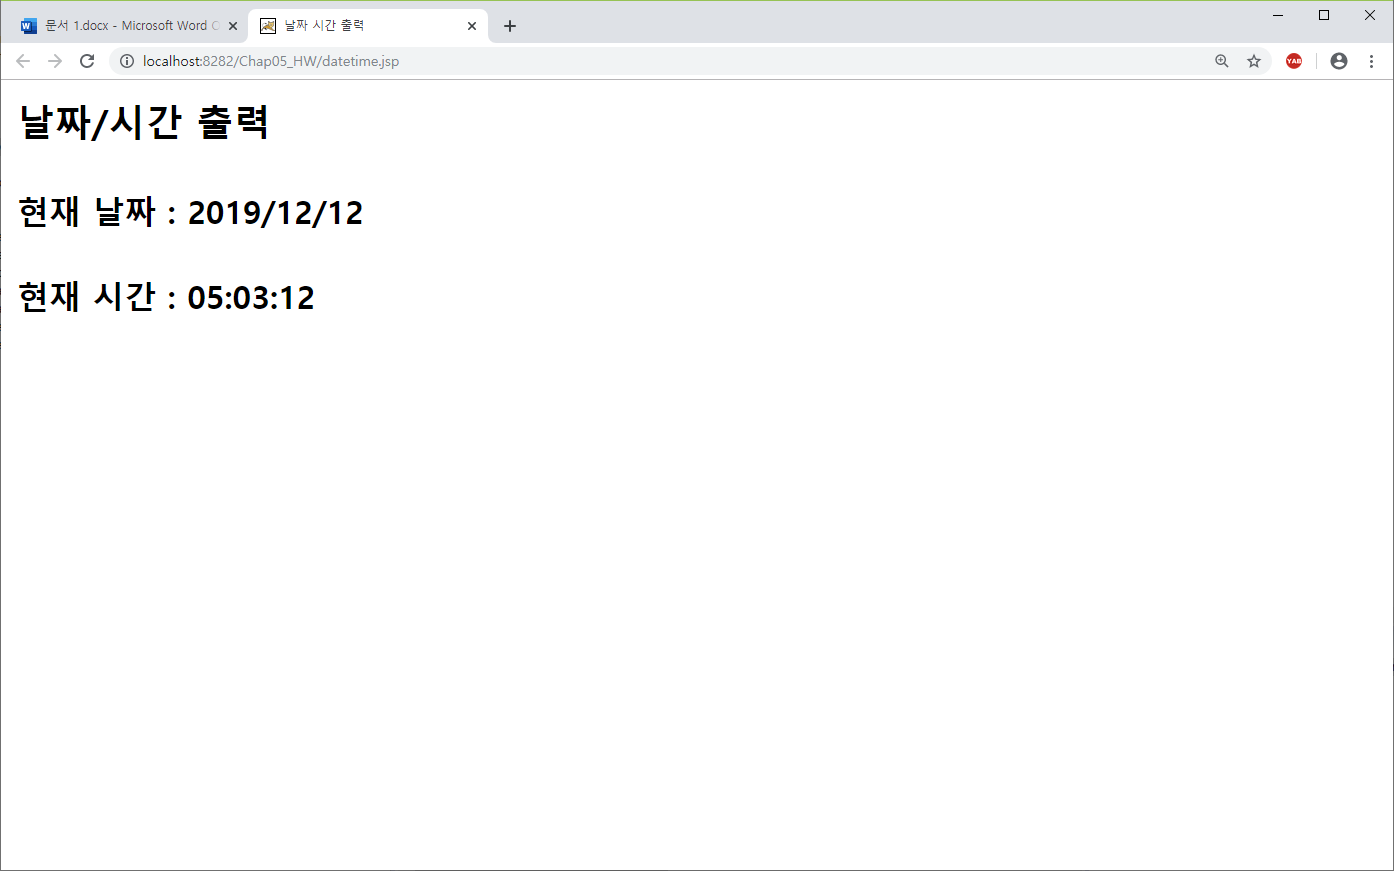 문서 1.docx - Microsoft Word
날짜 시간 출력
localhost:8282/Chap05_HW/datetime.jsp
YAB
날짜/시간 출력
현재 날짜 : 2019/12/12
현재 시간 : 05:03:12